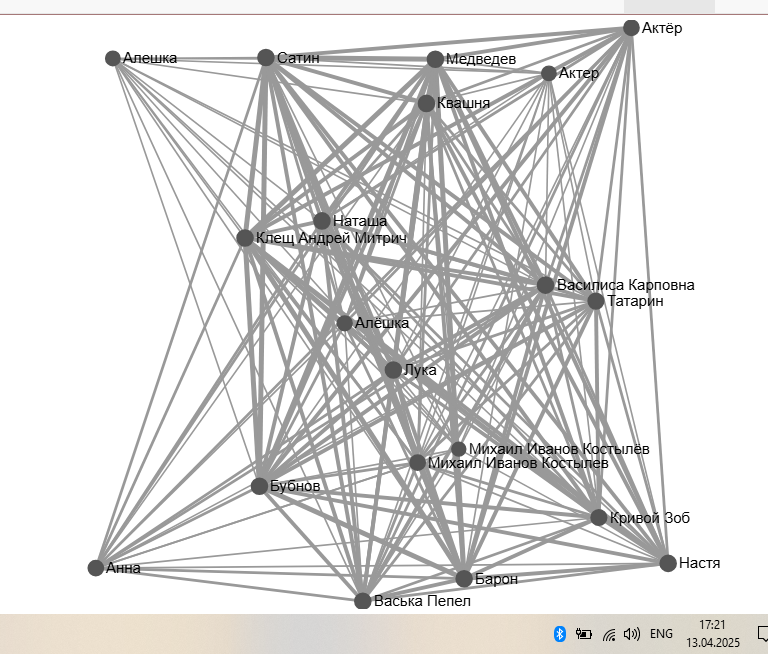 Актёр
Алешка
Сатин
Медведев
Актер
Квашня
Наташа
Клещ Андрей Митрич
Василиса Карповна
Татарин
Алёшка
Лука
Михаил Иванов Костылёв
Михаил Иванов Костылев
Бубнов
Кривой Зоб
Настя
Анна
Барон
Васька Пепел
17:21
ENG
13.04.2025